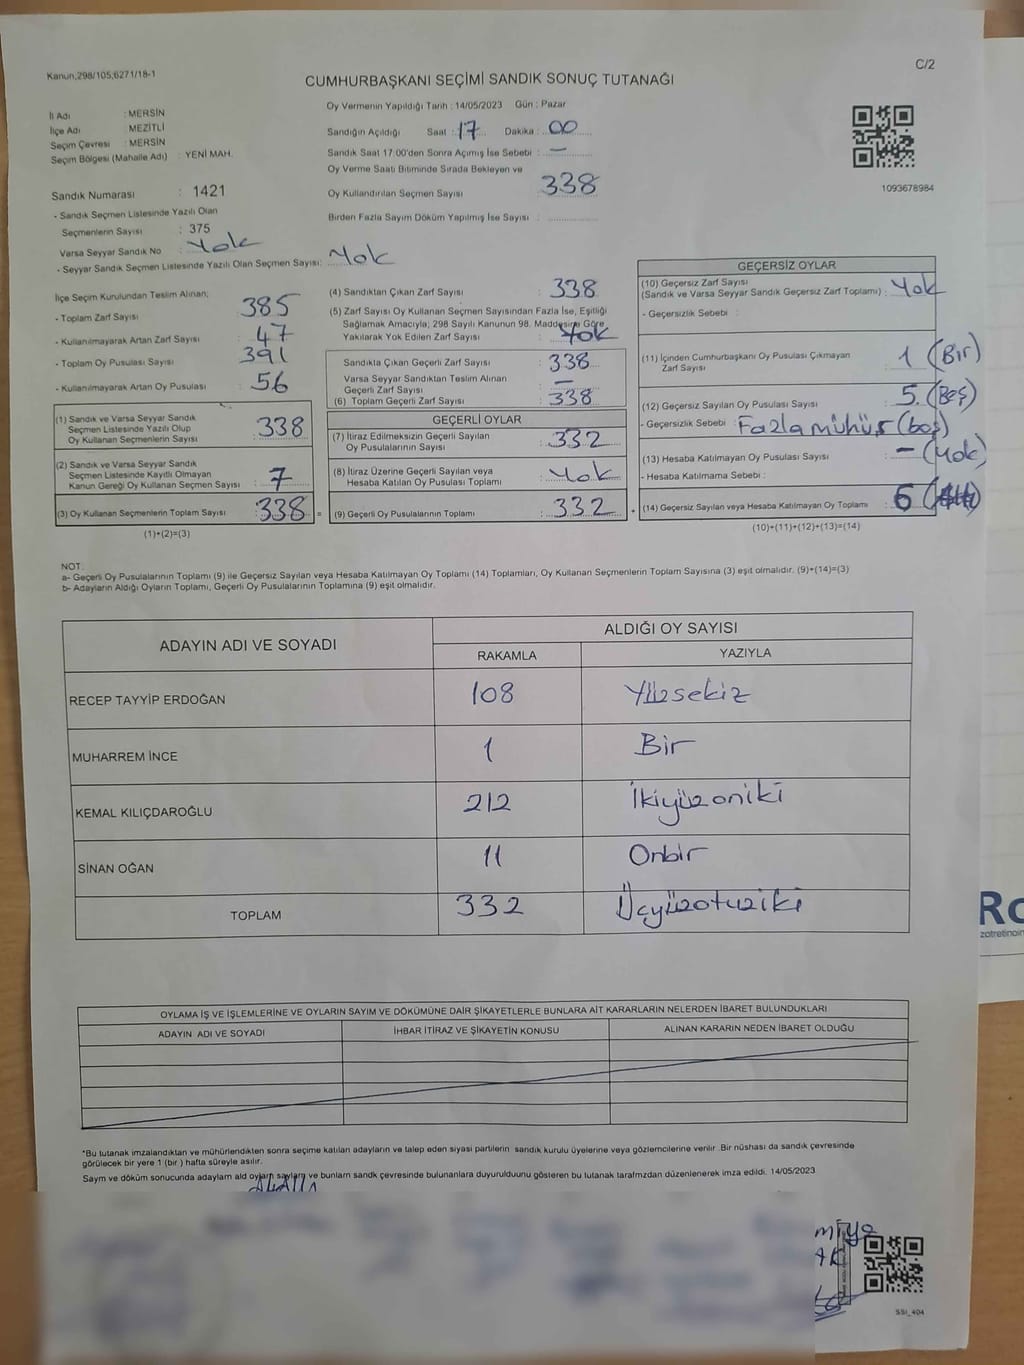 Kanun;298/105;6271/18-1
C/2
CUMHURBAŞKANI SEÇİMİ SANDIK SONUÇ TUTANAĞI
İl Adı : MERSİN
İlçe Adı : MEZİTLİ
Seçim Çevresi : MERSİN
Seçim Bölgesi (Mahalle Adı) : YENİ MAH.
Sandık Numarası : 1421
- Sandık Seçmen Listesinde Yazılı Olan
Seçmenlerin Sayısı : 375
Varsa Seyyar Sandık No : Yok
- Seyyar Sandık Seçmen Listesinde Yazılı Olan Seçmen Sayısı: Yok
Oy Vermenin Yapıldığı Tarih : 14/05/2023 Gün : Pazar
Sandığın Açıldığı Saat : 17 Dakika : 00
Sandık Saat 17:00'den Sonra Açımış İse Sebebi : —
Oy Verme Saati Bitiminde Sırada Bekleyen ve
Oy Kullandırılan Seçmen Sayısı 338
Birden Fazla Sayım Döküm Yapılmış İse Sayısı :
1093678984
İlçe Seçim Kurulundan Teslim Alınan;
- Toplam Zarf Sayısı : 385
- Kullanılmayarak Artan Zarf Sayısı : 47
- Toplam Oy Pusulası Sayısı : 391
- Kullanılmayarak Artan Oy Pusulası : 56
(1) Sandık ve Varsa Seyyar Sandık
Seçmen Listesinde Yazılı Olup
Oy Kullanan Seçmenlerin Sayısı : 338
(2) Sandık ve Varsa Seyyar Sandık
Seçmen Listesinde Kayıtlı Olmayan
Kanun Gereği Oy Kullanan Seçmen Sayısı : 7
(3) Oy Kullanan Seçmenlerin Toplam Sayısı : 338 =
(1)+(2)=(3)
(4) Sandıktan Çıkan Zarf Sayısı : 338
(5) Zarf Sayısı Oy Kullanan Seçmen Sayısından Fazla İse, Eşitliği
Sağlamak Amacıyla; 298 Sayılı Kanunun 98. Maddesine Göre
Yakılarak Yok Edilen Zarf Sayısı : Yok
Sandıkta Çıkan Geçerli Zarf Sayısı : 338
Varsa Seyyar Sandıktan Teslim Alınan
Geçerli Zarf Sayısı : —
(6) Toplam Geçerli Zarf Sayısı : 338
GEÇERLİ OYLAR
(7) İtiraz Edilmeksizin Geçerli Sayılan
Oy Pusulalarının Sayısı : 332
(8) İtiraz Üzerine Geçerli Sayılan veya
Hesaba Katılan Oy Pusulası Toplamı : Yok
(9) Geçerli Oy Pusulalarının Toplamı : 332 +
GEÇERSİZ OYLAR
(10) Geçersiz Zarf Sayısı
(Sandık ve Varsa Seyyar Sandık Geçersiz Zarf Toplamı) : Yok
- Geçersizlik Sebebi :
(11) İçinden Cumhurbaşkanı Oy Pusulası Çıkmayan
Zarf Sayısı : 1 (Bir)
(12) Geçersiz Sayılan Oy Pusulası Sayısı : 5 (Beş)
- Geçersizlik Sebebi : Fazla mühür (boş)
(13) Hesaba Katılmayan Oy Pusulası Sayısı : — (Yok)
- Hesaba Katılmama Sebebi :
(14) Geçersiz Sayılan veya Hesaba Katılmayan Oy Toplamı : 6
(10)+(11)+(12)+(13)=(14)
NOT:
a- Geçerli Oy Pusulalarının Toplamı (9) ile Geçersiz Sayılan veya Hesaba Katılmayan Oy Toplamı (14) Toplamları, Oy Kullanan Seçmenlerin Toplam Sayısına (3) eşit olmalıdır. (9)+(14)=(3)
b- Adayların Aldığı Oyların Toplamı, Geçerli Oy Pusulalarının Toplamına (9) eşit olmalıdır.
ADAYIN ADI VE SOYADI
ALDIĞI OY SAYISI
RAKAMLA YAZIYLA
RECEP TAYYİP ERDOĞAN 108 Yüzsekiz
MUHARREM İNCE 1 Bir
KEMAL KILIÇDAROĞLU 212 İkiyüzoniki
SİNAN OĞAN 11 Onbir
TOPLAM 332 Üçyüzotuziki
OYLAMA İŞ VE İŞLEMLERİNE VE OYLARIN SAYIM VE DÖKÜMÜNE DAİR ŞİKAYETLERLE BUNLARA AİT KARARLARIN NELERDEN İBARET BULUNDUKLARI
ADAYIN ADI VE SOYADI İHBAR İTİRAZ VE ŞİKAYETİN KONUSU ALINAN KARARIN NEDEN İBARET OLDUĞU
*Bu tutanak imzalandıktan ve mühürlendikten sonra seçime katılan adayların ve talep eden siyasi partilerin sandık kurulu üyelerine veya gözlemcilerine verilir. Bir nüshası da sandık çevresinde
görülecek bir yere 1 (bir) hafta süreyle asılır.
Saym ve döküm sonucunda adaylam ald oylarn saylarn ve bunlarn sandk çevresinde bulunanlara duyurulduunu gösteren bu tutanak tarafmzdan düzenlenerek imza edildi. 14/05/2023
SSI_404
Ro